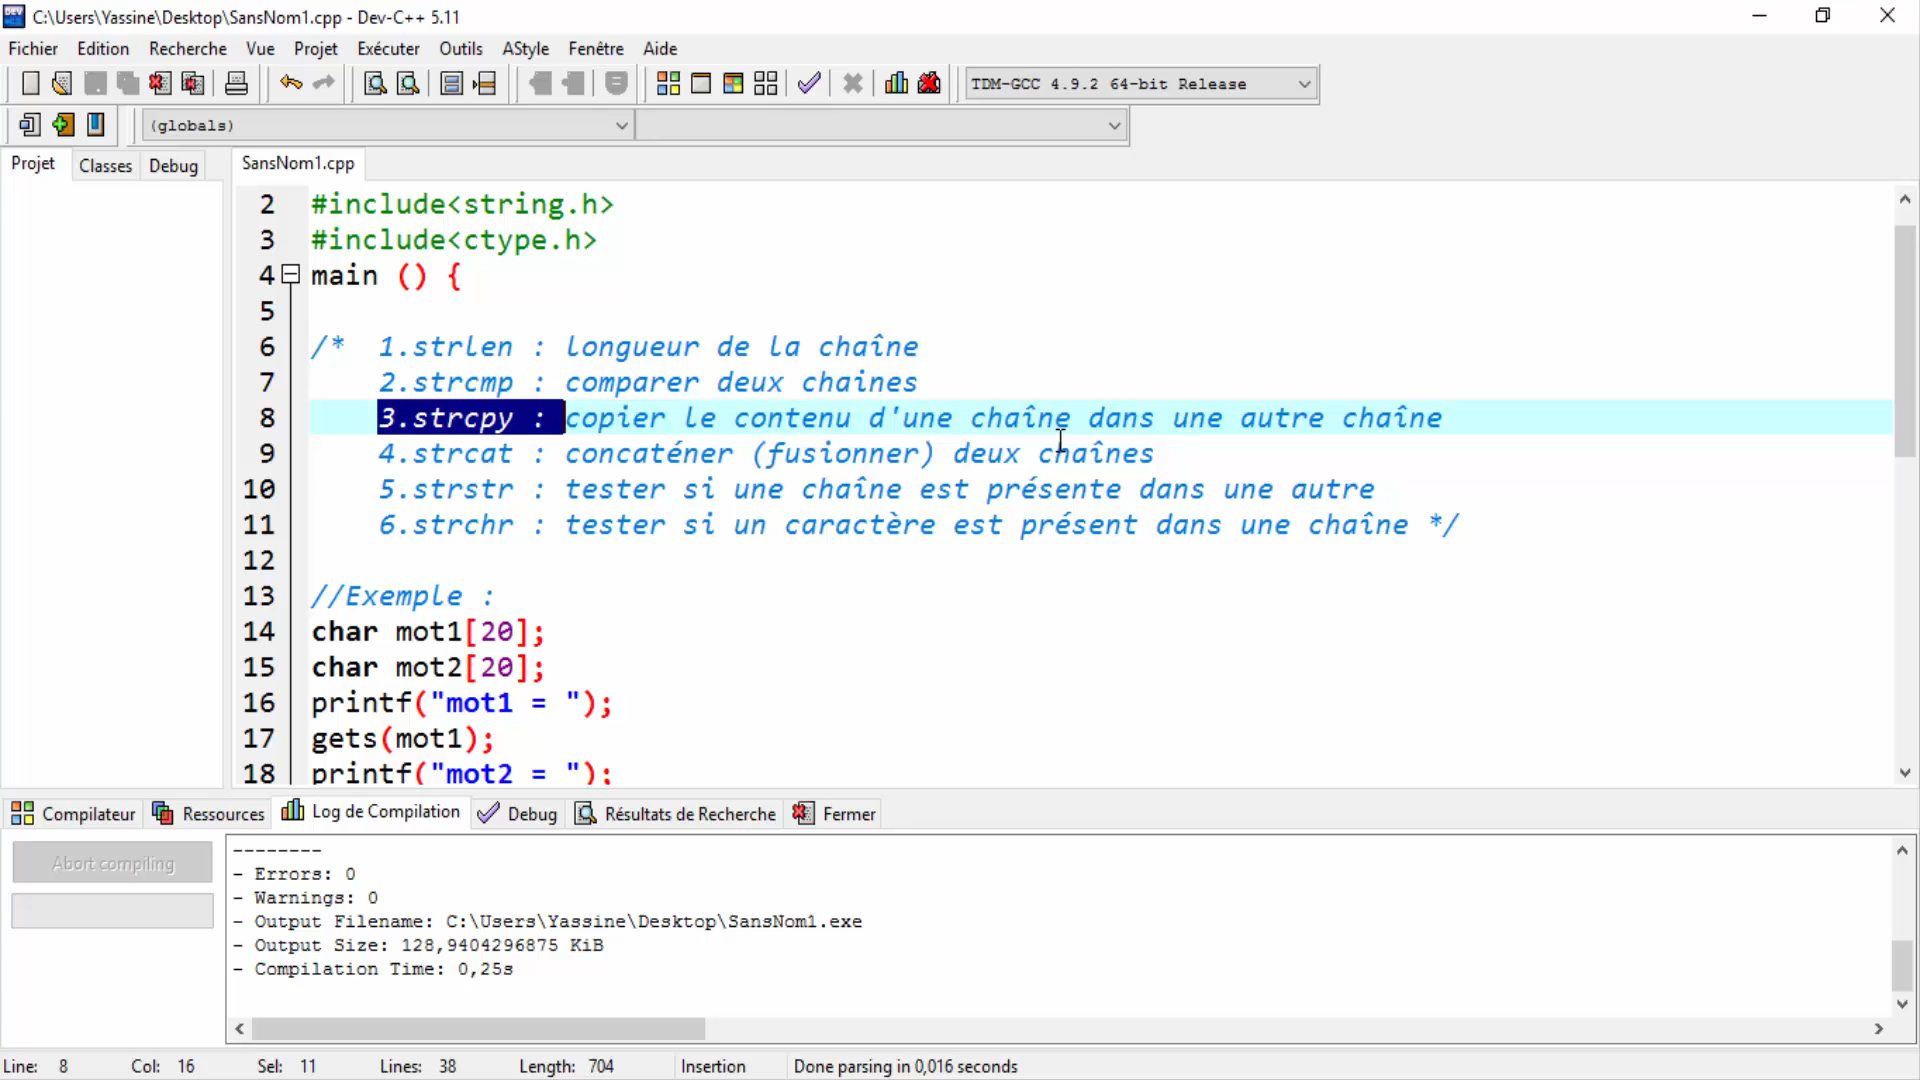 C:\Users\Yassine\Desktop\SansNom1.cpp - Dev-C++ 5.11
Fichier Edition Recherche Vue Projet Exécuter Outils AStyle Fenêtre Aide
TDM-GCC 4.9.2 64-bit Release
(globals)
Projet Classes Debug SansNom1.cpp
2 #include<string.h>
3 #include<ctype.h>
4 main () {
5
6 /* 1.strlen : longueur de la chaîne
7 2.strcmp : comparer deux chaines
8 3.strcpy : copier le contenu d'une chaîne dans une autre chaîne
9 4.strcat : concaténer (fusionner) deux chaînes
10 5.strstr : tester si une chaîne est présente dans une autre
11 6.strchr : tester si un caractère est présent dans une chaîne */
12
13 //Exemple :
14 char mot1[20];
15 char mot2[20];
16 printf("mot1 = ");
17 gets(mot1);
18 printf("mot2 = ");
Compilateur Ressources Log de Compilation Debug Résultats de Recherche Fermer
Abort compiling
--------
- Errors: 0
- Warnings: 0
- Output Filename: C:\Users\Yassine\Desktop\SansNom1.exe
- Output Size: 128,9404296875 KiB
- Compilation Time: 0,25s
Line: 8 Col: 16 Sel: 11 Lines: 38 Length: 704 Insertion Done parsing in 0,016 seconds